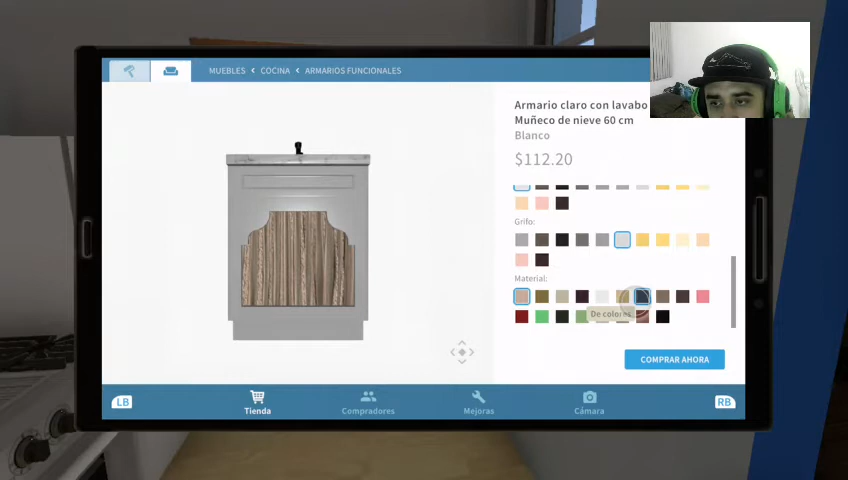 MUEBLES < COCINA < ARMARIOS FUNCIONALES
Armario claro con lavabo
Muñeco de nieve 60 cm
Blanco
$112.20
Grifo:
Material:
De colores
COMPRAR AHORA
LB
Tienda
Compradores
Mejoras
Cámara
RB